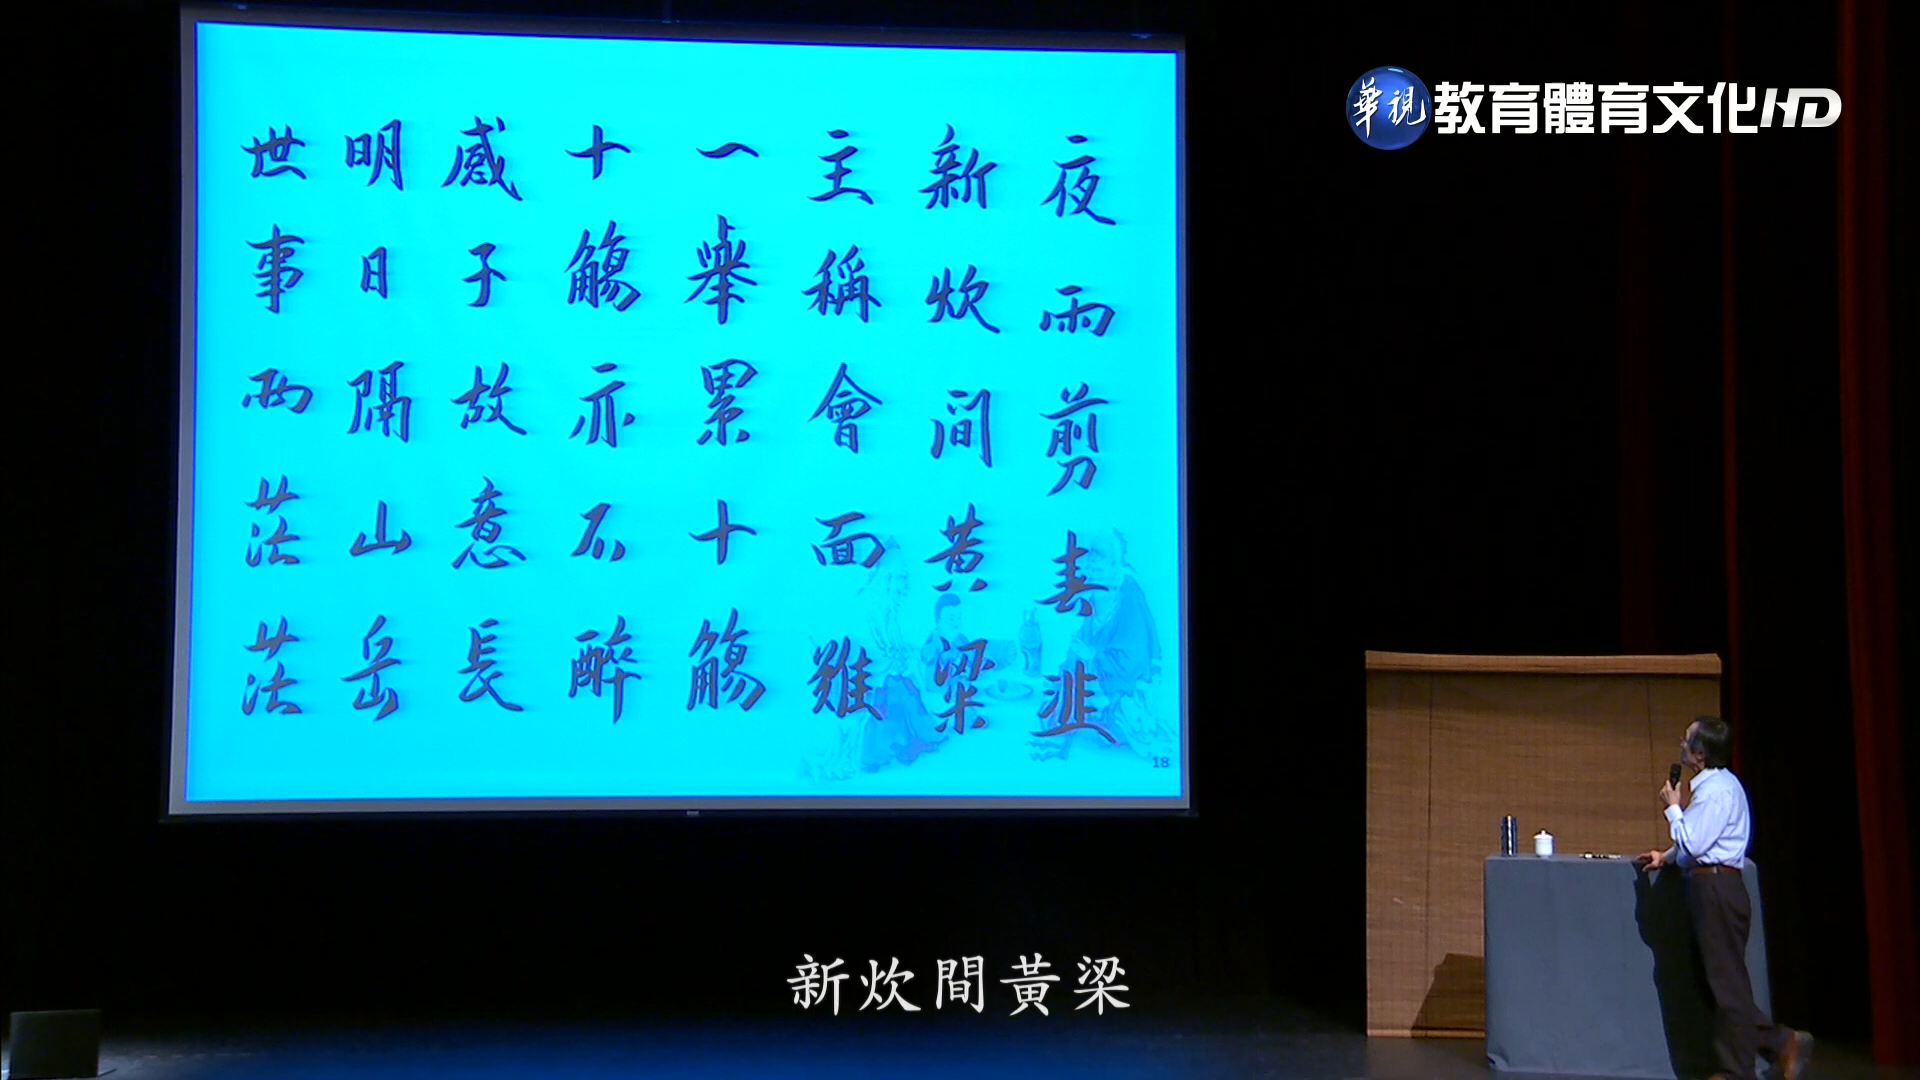 夜雨剪春韭
新炊間黃梁
主稱會面難
一舉累十觴
十觴亦不醉
感子故意長
明日隔山岳
世事兩茫茫
18
華視 教育體育文化HD
新炊間黃梁